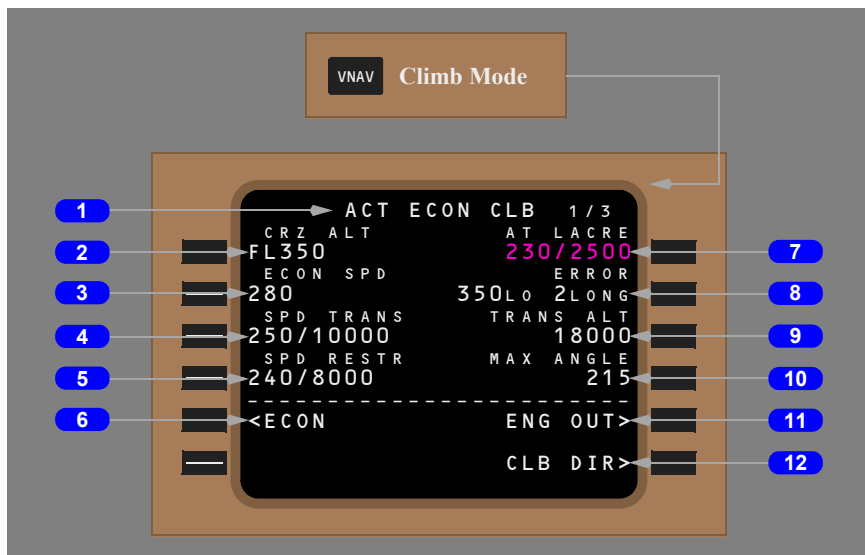 VNAV Climb Mode
1 ACT ECON CLB 1/3
CRZ ALT AT LACRE
2 FL350 230/2500 7
ECON SPD ERROR
3 280 350LO 2LONG 8
SPD TRANS TRANS ALT
4 250/10000 18000 9
SPD RESTR MAX ANGLE
5 240/8000 215 10
------------------------
6 <ECON ENG OUT> 11
CLB DIR> 12